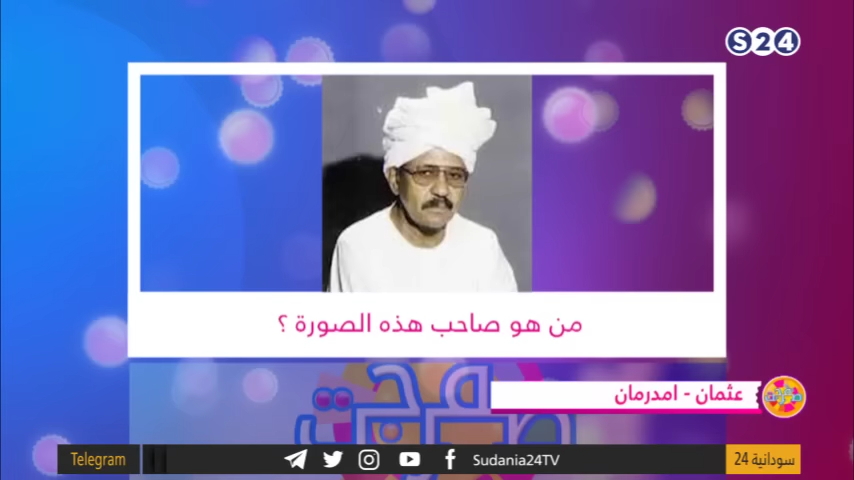 S24
من هو صاحب هذه الصورة ؟
عثمان - امدرمان
Telegram
Sudania24TV
سودانية 24